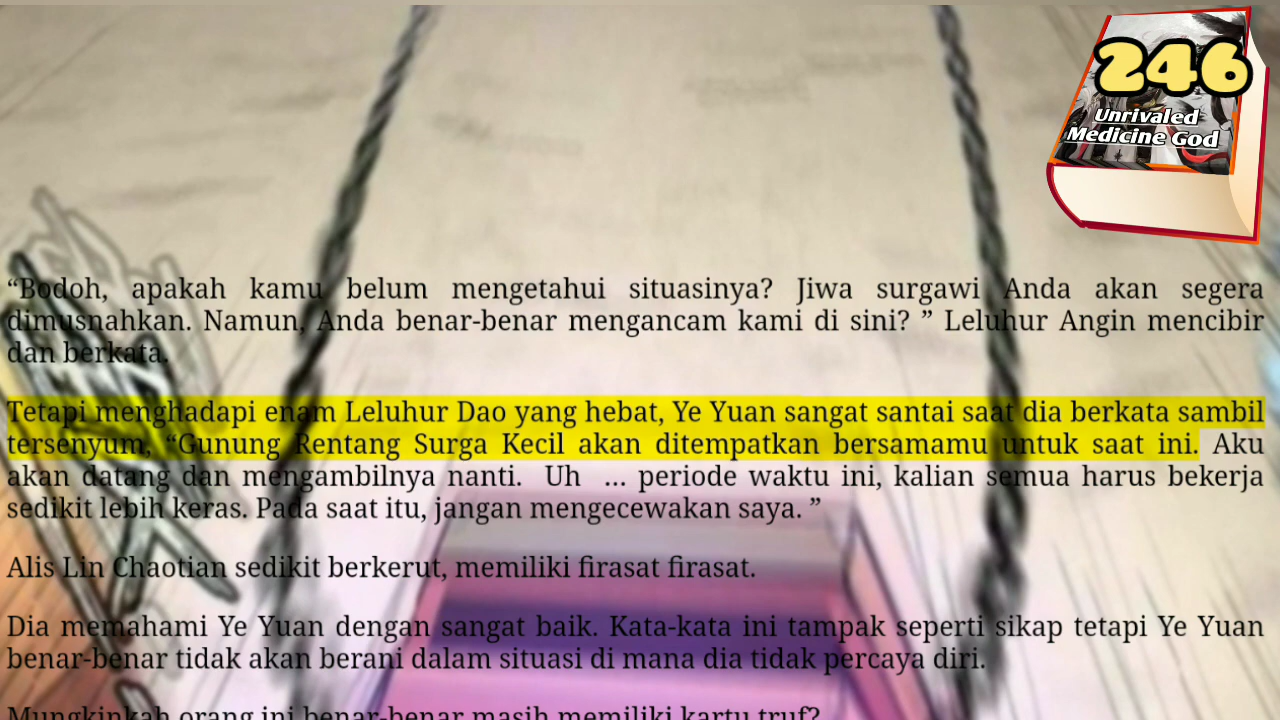 246
Unrivaled
Medicine God
“Bodoh, apakah kamu belum mengetahui situasinya? Jiwa surgawi Anda akan segera
dimusnahkan. Namun, Anda benar-benar mengancam kami di sini? ” Leluhur Angin mencibir
dan berkata.
Tetapi menghadapi enam Leluhur Dao yang hebat, Ye Yuan sangat santai saat dia berkata sambil
tersenyum, “Gunung Rentang Surga Kecil akan ditempatkan bersamamu untuk saat ini. Aku
akan datang dan mengambilnya nanti. Uh … periode waktu ini, kalian semua harus bekerja
sedikit lebih keras. Pada saat itu, jangan mengecewakan saya. ”
Alis Lin Chaotian sedikit berkerut, memiliki firasat firasat.
Dia memahami Ye Yuan dengan sangat baik. Kata-kata ini tampak seperti sikap tetapi Ye Yuan
benar-benar tidak akan berani dalam situasi di mana dia tidak percaya diri.
Mungkinkah orang ini benar-benar masih memiliki kartu truf?